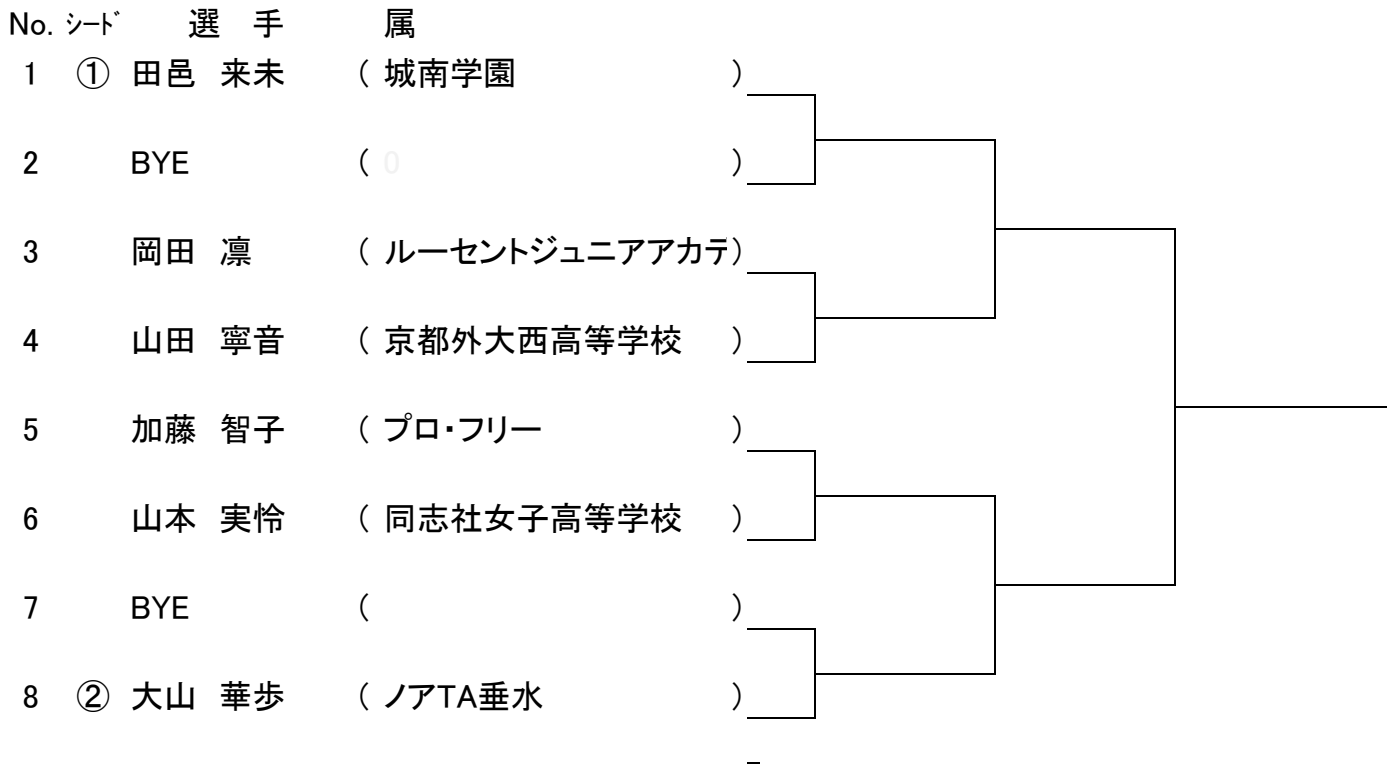 No. ｼｰﾄﾞ 選 手 属
1 ① 田邑 来未 ( 城南学園 )
2 BYE ( 0 )
3 岡田 凛 ( ルーセントジュニアアカデ)
4 山田 寧音 ( 京都外大西高等学校 )
5 加藤 智子 ( プロ・フリー )
6 山本 実怜 ( 同志社女子高等学校 )
7 BYE ( )
8 ② 大山 華歩 ( ノアTA垂水 )